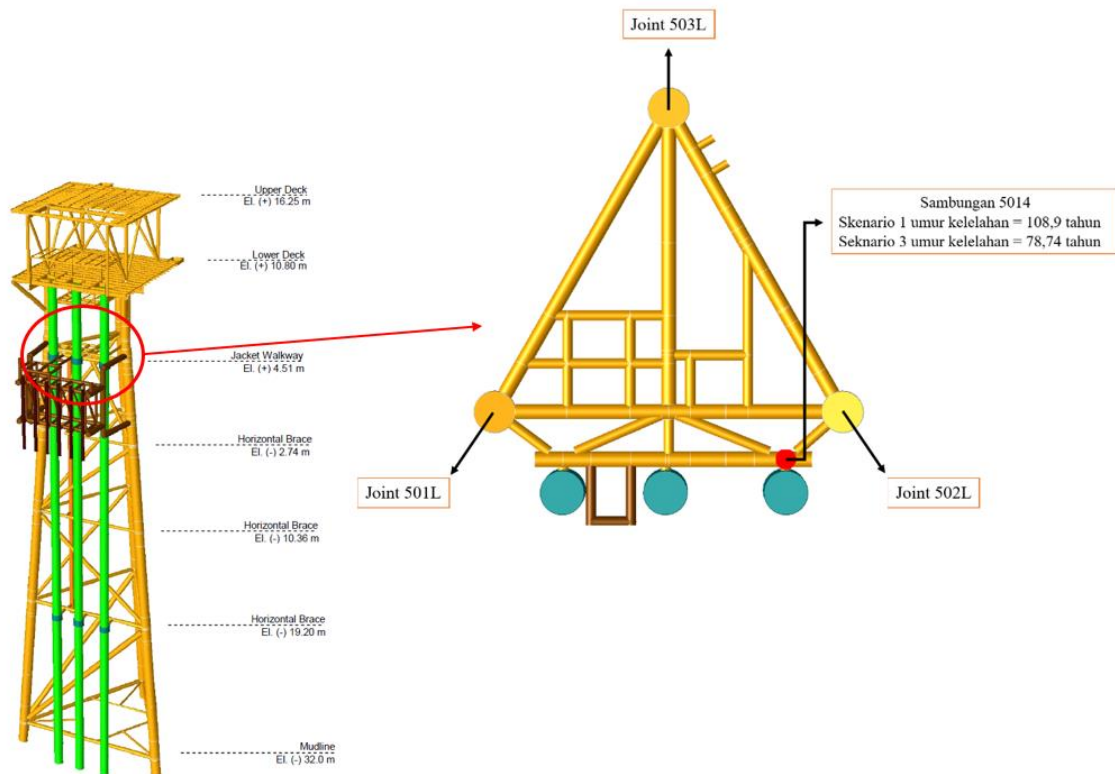 Joint 503L
Sambungan 5014
Skenario 1 umur kelelahan = 108,9 tahun
Seknario 3 umur kelelahan = 78,74 tahun
Joint 501L
Joint 502L
Upper Deck
El. (+) 16.25 m
Lower Deck
El. (+) 10.80 m
Jacket Walkway
El. (+) 4.51 m
Horizontal Brace
El. (-) 2.74 m
Horizontal Brace
El. (-) 10.36 m
Horizontal Brace
El. (-) 19.20 m
Mudline
El. (-) 32.0 m